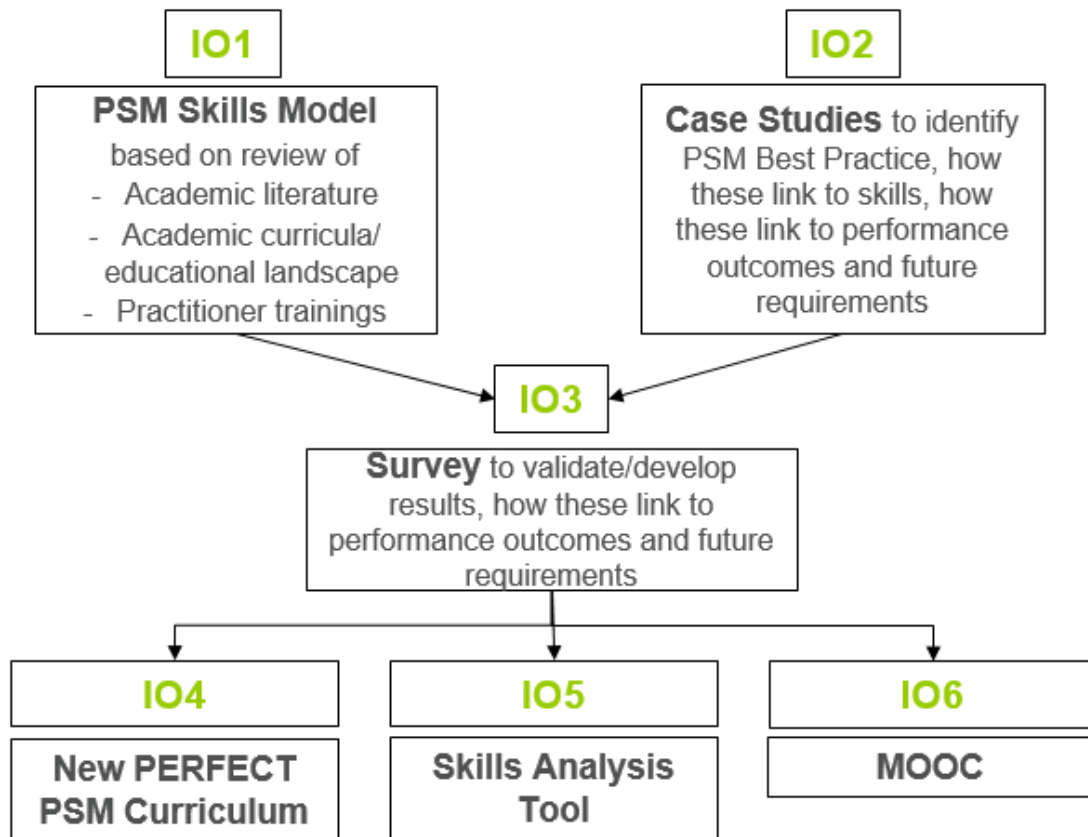 IO1
PSM Skills Model
based on review of
- Academic literature
- Academic curricula/
educational landscape
- Practitioner trainings
IO2
Case Studies to identify
PSM Best Practice, how
these link to skills, how
these link to performance
outcomes and future
requirements
IO3
Survey to validate/develop
results, how these link to
performance outcomes and future
requirements
IO4
New PERFECT
PSM Curriculum
IO5
Skills Analysis
Tool
IO6
MOOC